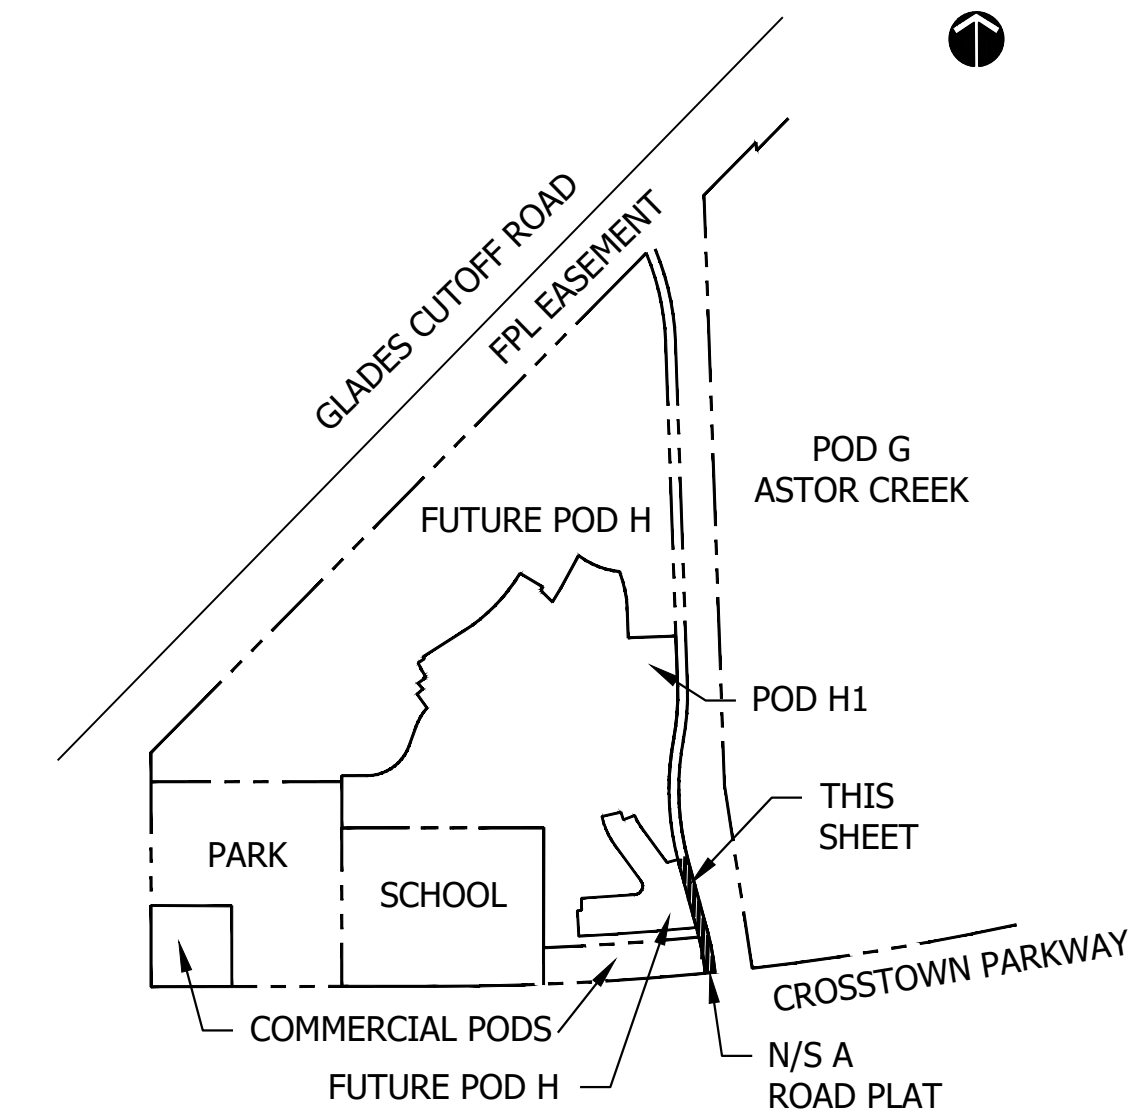 GLADES CUTOFF ROAD
FPL EASEMENT
POD G
ASTOR CREEK
FUTURE POD H
POD H1
THIS
SHEET
PARK
SCHOOL
CROSSTOWN PARKWAY
COMMERCIAL PODS
N/S A
ROAD PLAT
FUTURE POD H